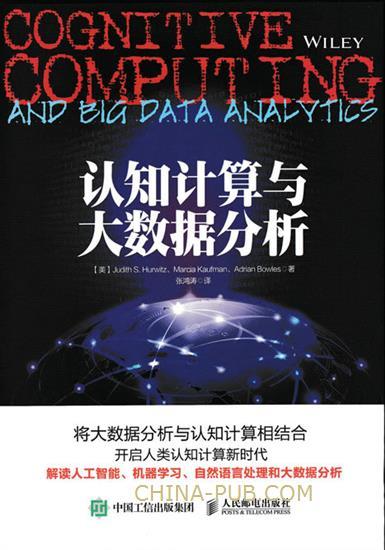 COGNITIVE
WILEY
COMPUTING
AND BIG DATA ANALYTICS
认知计算与
大数据分析
【美】Judith S. Hurwitz、Marcia Kaufman、Adrian Bowles ◎著
张鸿涛 ◎译
将大数据分析与认知计算相结合
开启人类认知计算新时代
解读人工智能、机器学习、自然语言处理和大数据分析
CHINA-PUB.COM
中国工信出版集团
人民邮电出版社
POSTS & TELECOM PRESS